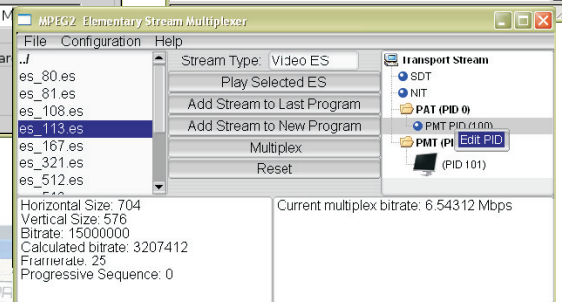 MPEG2 Elementary Stream Multiplexer
File Configuration Help
../
es_80.es
es_81.es
es_108.es
es_113.es
es_167.es
es_321.es
es_512.es
Stream Type: Video ES
Play Selected ES
Add Stream to Last Program
Add Stream to New Program
Multiplex
Reset
Transport Stream
SDT
NIT
PAT (PID 0)
PMT PID (100)
PMT (PI
Edit PID
(PID 101)
Horizontal Size: 704
Vertical Size: 576
Bitrate: 15000000
Calculated bitrate: 3207412
Framerate: 25
Progressive Sequence: 0
Current multiplex bitrate: 6.54312 Mbps